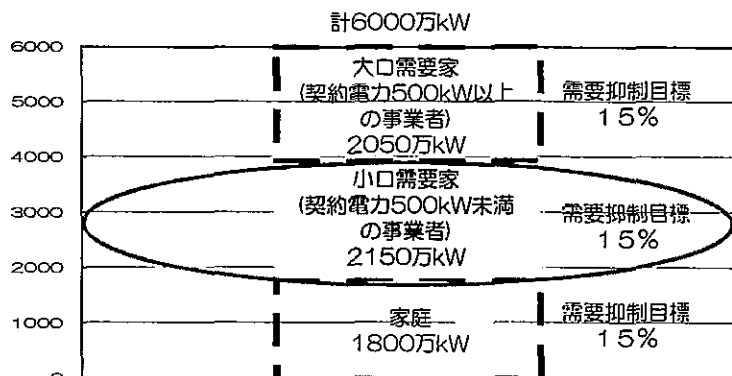 計6000万kW
6000
大口需要家
(契約電力500kW以上
の事業者)
2050万kW
需要抑制目標
15%
5000
4000
小口需要家
(契約電力500kW未満
の事業者)
2150万kW
需要抑制目標
15%
3000
2000
家庭
1800万kW
需要抑制目標
15%
1000
0